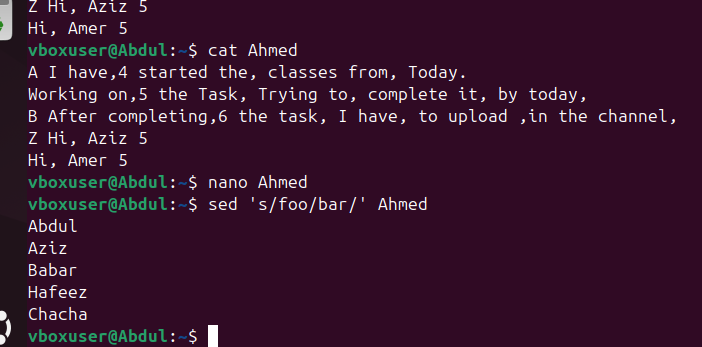 Z Hi, Aziz 5
Hi, Amer 5
vboxuser@Abdul:~$ cat Ahmed
A I have,4 started the, classes from, Today.
Working on,5 the Task, Trying to, complete it, by today,
B After completing,6 the task, I have, to upload ,in the channel,
Z Hi, Aziz 5
Hi, Amer 5
vboxuser@Abdul:~$ nano Ahmed
vboxuser@Abdul:~$ sed 's/foo/bar/' Ahmed
Abdul
Aziz
Babar
Hafeez
Chacha
vboxuser@Abdul:~$